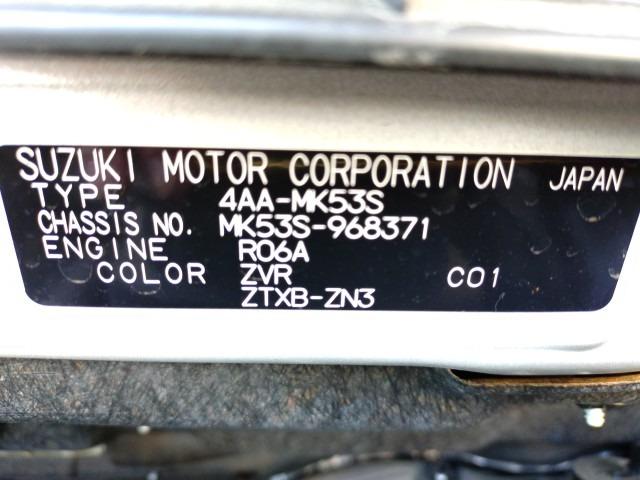 SUZUKI MOTOR CORPORATION JAPAN
TYPE 4AA-MK53S
CHASSIS NO. MK53S-968371
ENGINE R06A
COLOR ZVR C01
ZTXB-ZN3